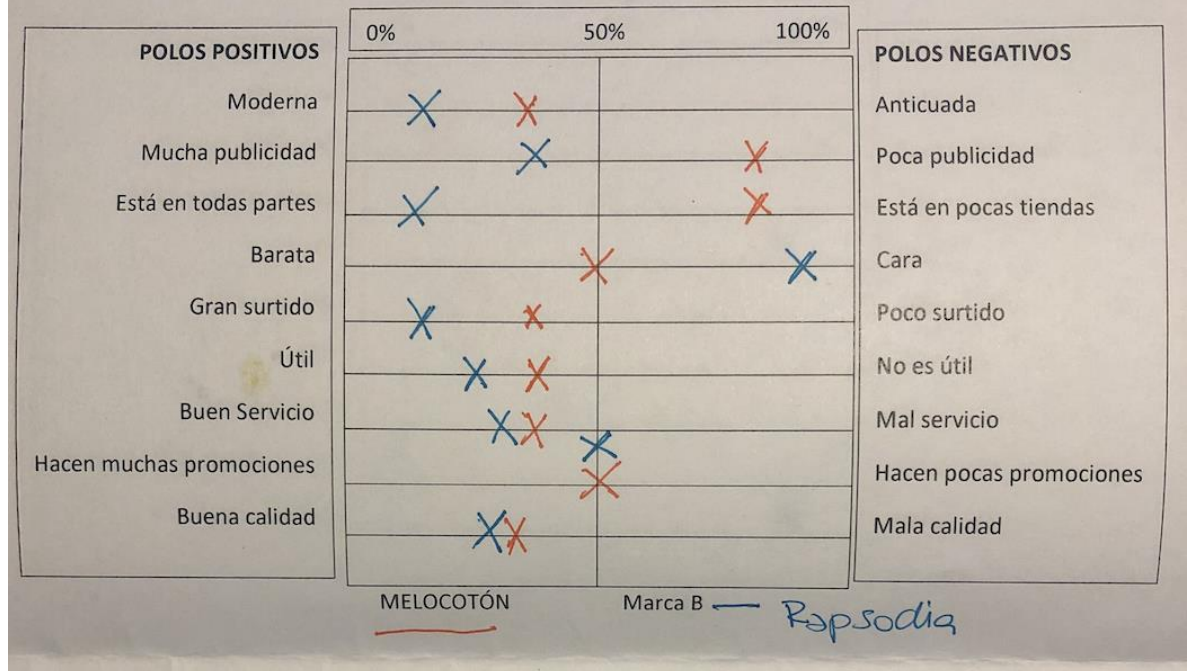 0% 50% 100%
POLOS POSITIVOS POLOS NEGATIVOS
Moderna Anticuada
Mucha publicidad Poca publicidad
Está en todas partes Está en pocas tiendas
Barata Cara
Gran surtido Poco surtido
Útil No es útil
Buen Servicio Mal servicio
Hacen muchas promociones Hacen pocas promociones
Buena calidad Mala calidad
MELOCOTÓN Marca B — Rapsodia